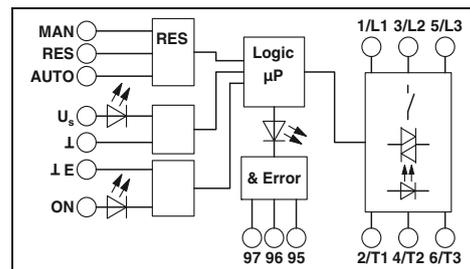 MAN
RES
AUTO
RES
Us
⊥
⊥ E
ON
Logic
µP
& Error
97 96 95
1/L1 3/L2 5/L3
2/T1 4/T2 6/T3